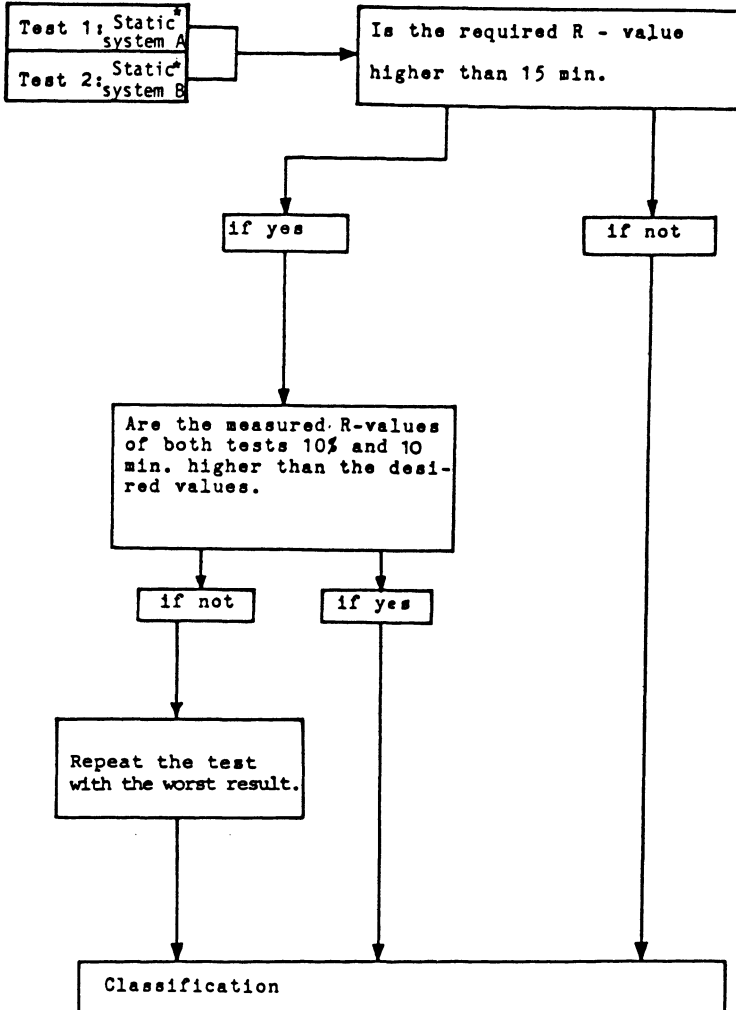 Test 1: Static*
system A
Test 2: Static*
system B
Is the required R - value
higher than 15 min.
if yes
if not
Are the measured R-values
of both tests 10% and 10
min. higher than the desi-
red values.
if not
if yes
Repeat the test
with the worst result.
Classification